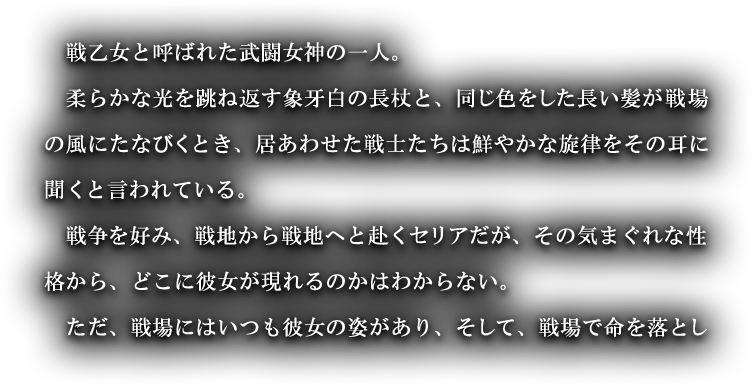 戦乙女と呼ばれた武闘女神の一人。
柔らかな光を跳ね返す象牙白の長杖と、同じ色をした長い髪が戦場
の風にたなびくとき、居あわせた戦士たちは鮮やかな旋律をその耳に
聞くと言われている。
戦争を好み、戦地から戦地へと赴くセリアだが、その気まぐれな性
格から、どこに彼女が現れるのかはわからない。
ただ、戦場にはいつも彼女の姿があり、そして、戦場で命を落とし